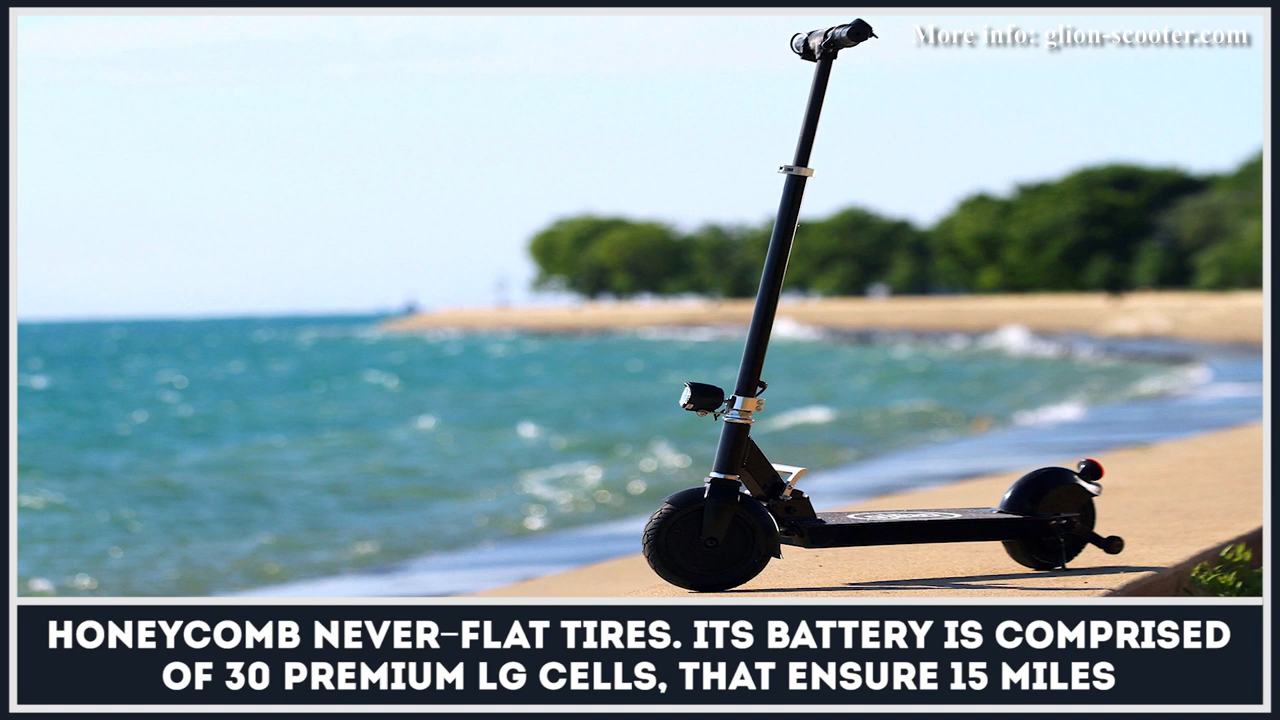 More info: glion-scooter.com
HONEYCOMB NEVER-FLAT TIRES. ITS BATTERY IS COMPRISED
OF 30 PREMIUM LG CELLS, THAT ENSURE 15 MILES